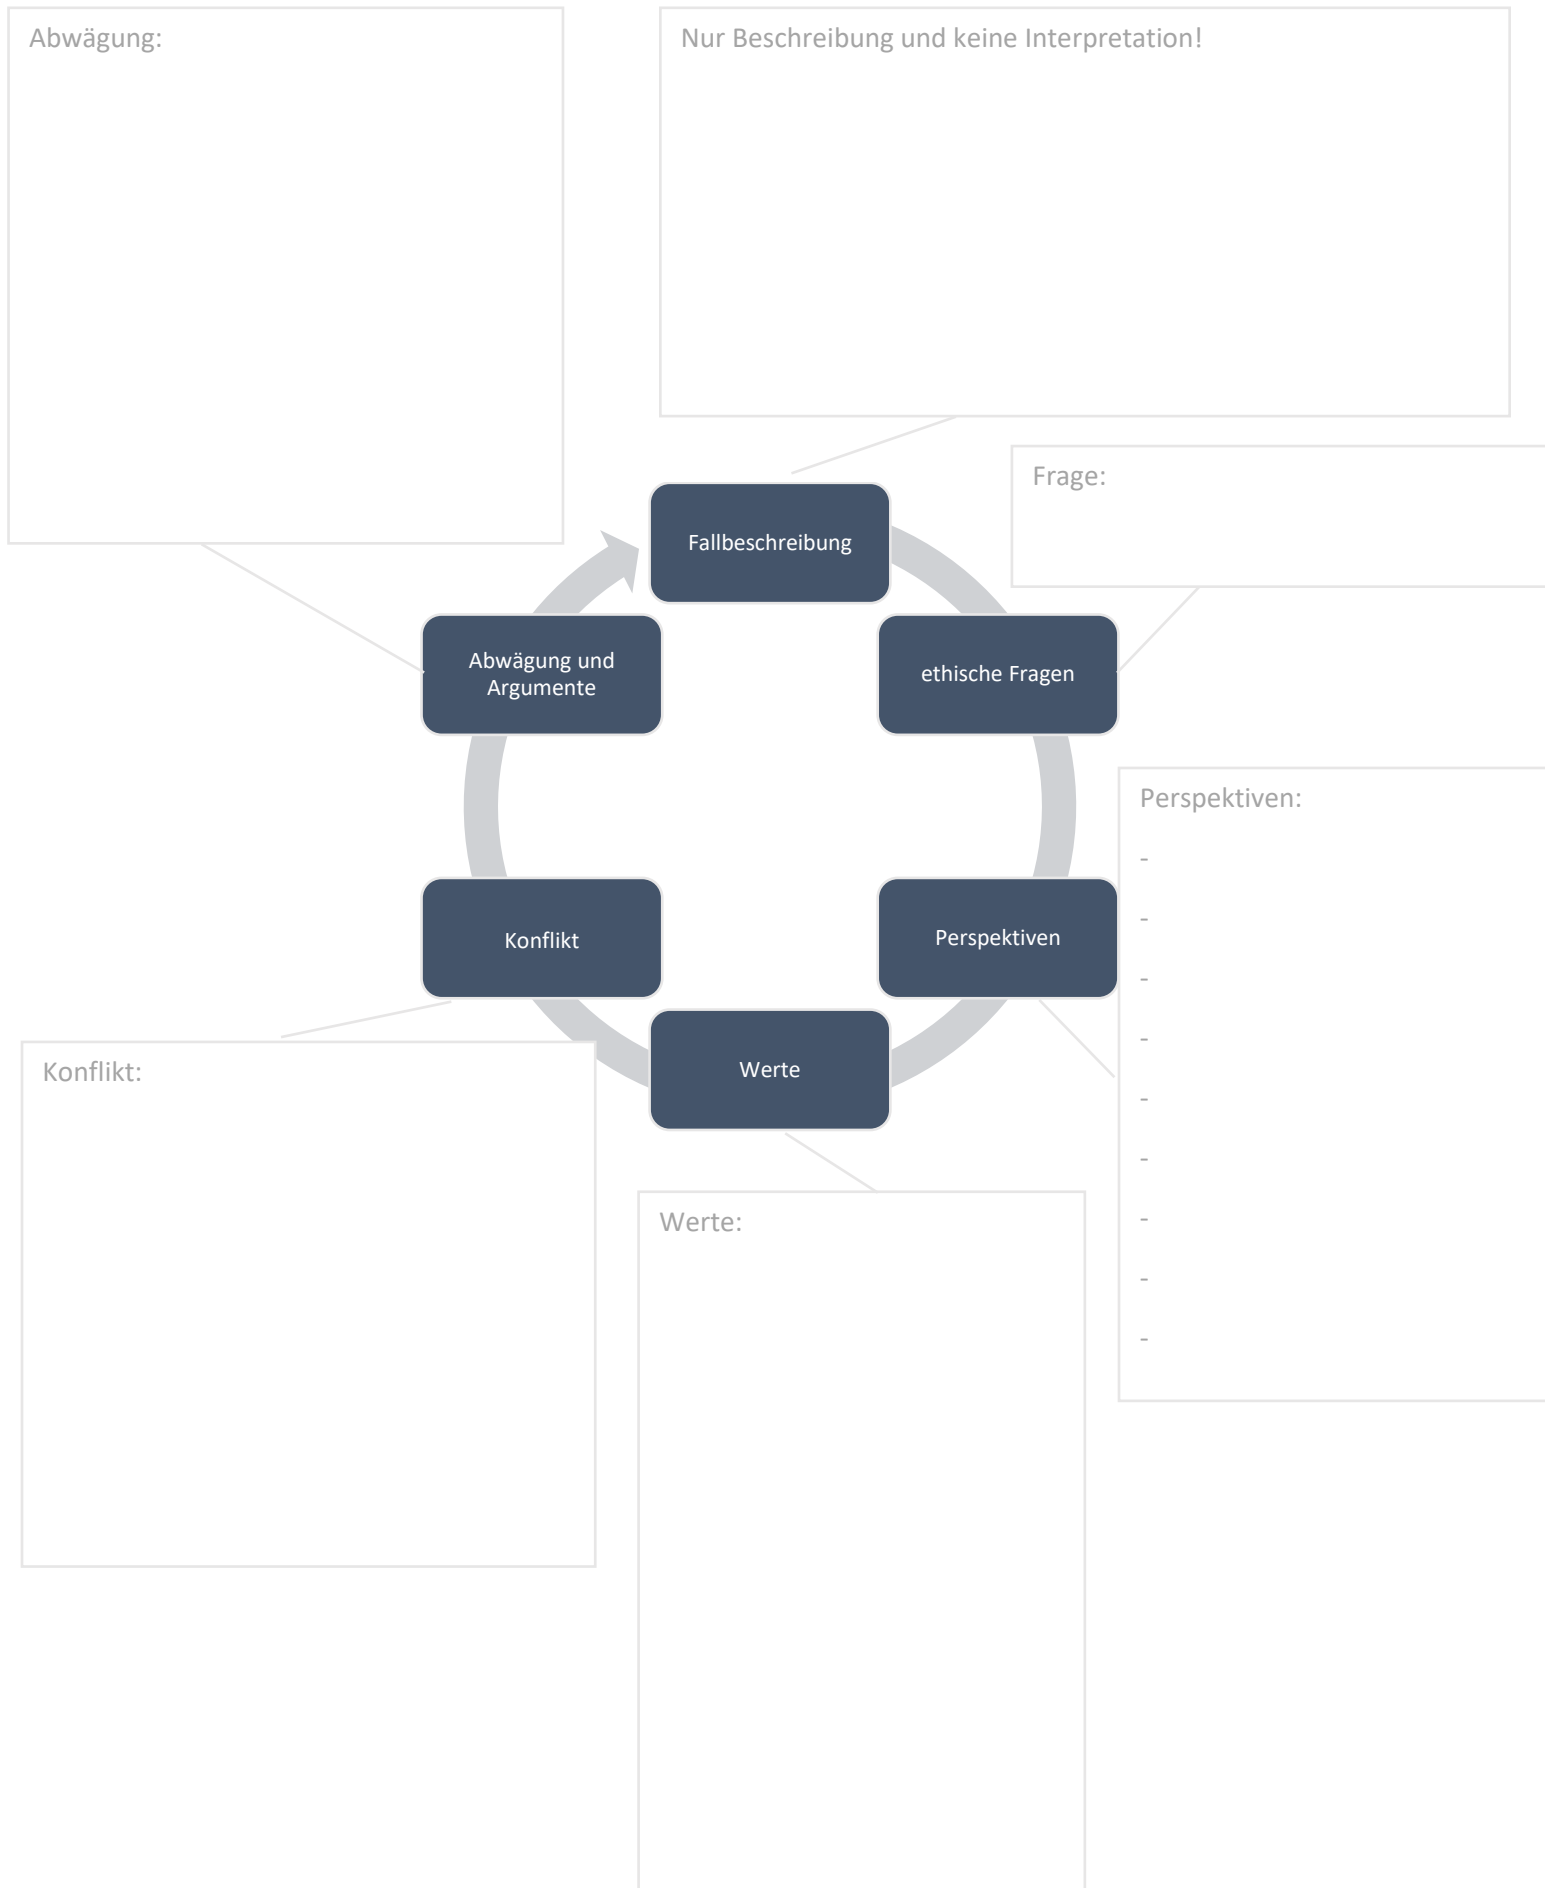 Abwägung:
Nur Beschreibung und keine Interpretation!
Frage:
Fallbeschreibung
Abwägung und
Argumente
ethische Fragen
Perspektiven:
-
-
-
-
-
-
-
-
-
Konflikt
Perspektiven
Werte
Konflikt:
Werte: